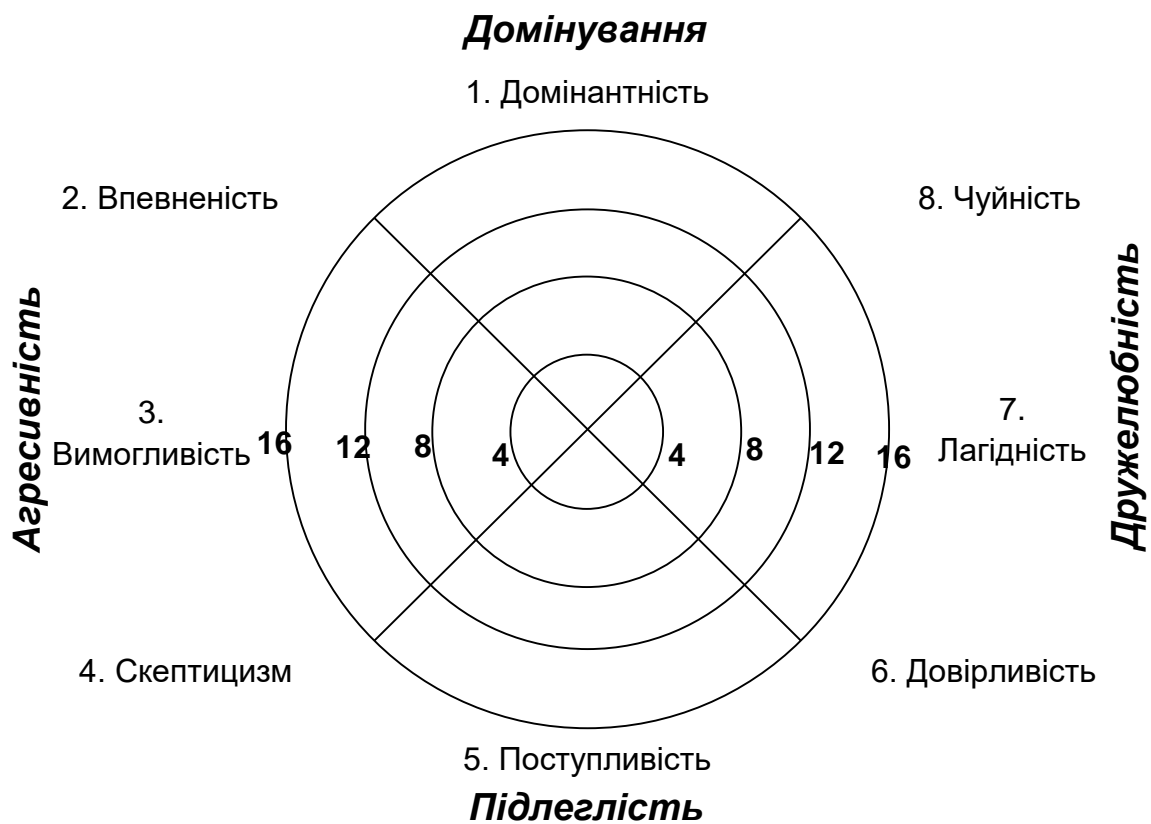 Домінування
1. Домінантність
2. Впевненість
8. Чуйність
Агресивність
Дружелюбність
3.
Вимогливість
16
12
8
4
4
8
12
16
7.
Лагідність
4. Скептицизм
6. Довірливість
5. Поступливість
Підлеглість